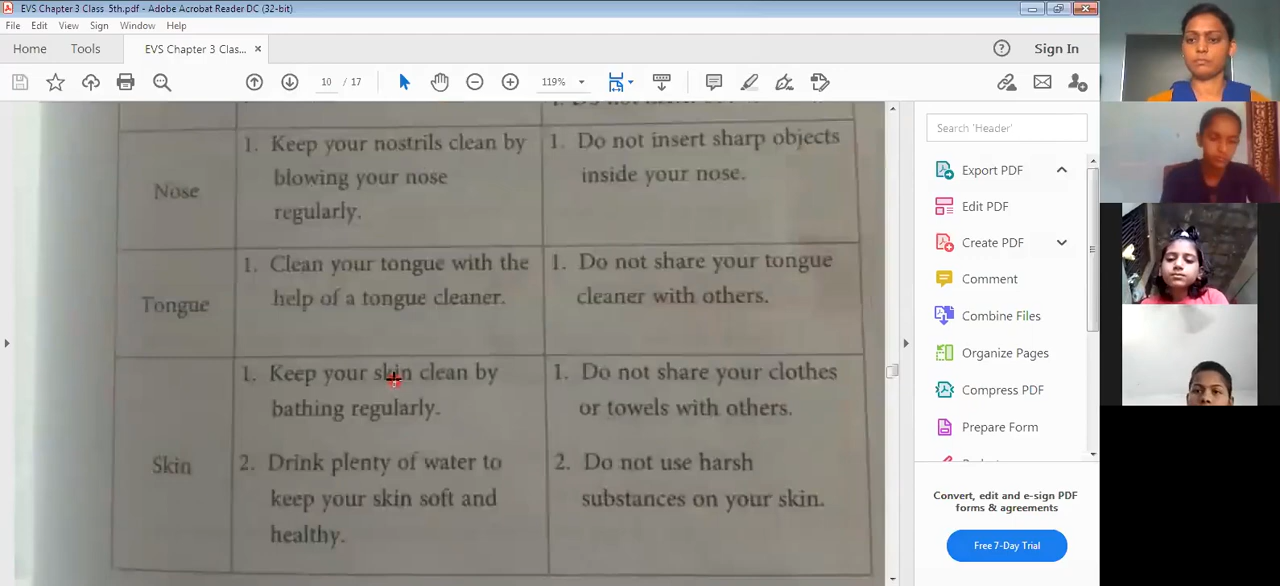 EVS Chapter 3 Class 5th.pdf - Adobe Acrobat Reader DC (32-bit)
File Edit View Sign Window Help
Home Tools EVS Chapter 3 Clas... × Sign In
10 / 17 119%
Nose
1. Keep your nostrils clean by
blowing your nose
regularly.
1. Do not insert sharp objects
inside your nose.
Tongue
1. Clean your tongue with the
help of a tongue cleaner.
1. Do not share your tongue
cleaner with others.
Skin
1. Keep your skin clean by
bathing regularly.
2. Drink plenty of water to
keep your skin soft and
healthy.
1. Do not share your clothes
or towels with others.
2. Do not use harsh
substances on your skin.
Search 'Header'
Export PDF
Edit PDF
Create PDF
Comment
Combine Files
Organize Pages
Compress PDF
Prepare Form
Convert, edit and e-sign PDF
forms & agreements
Free 7-Day Trial